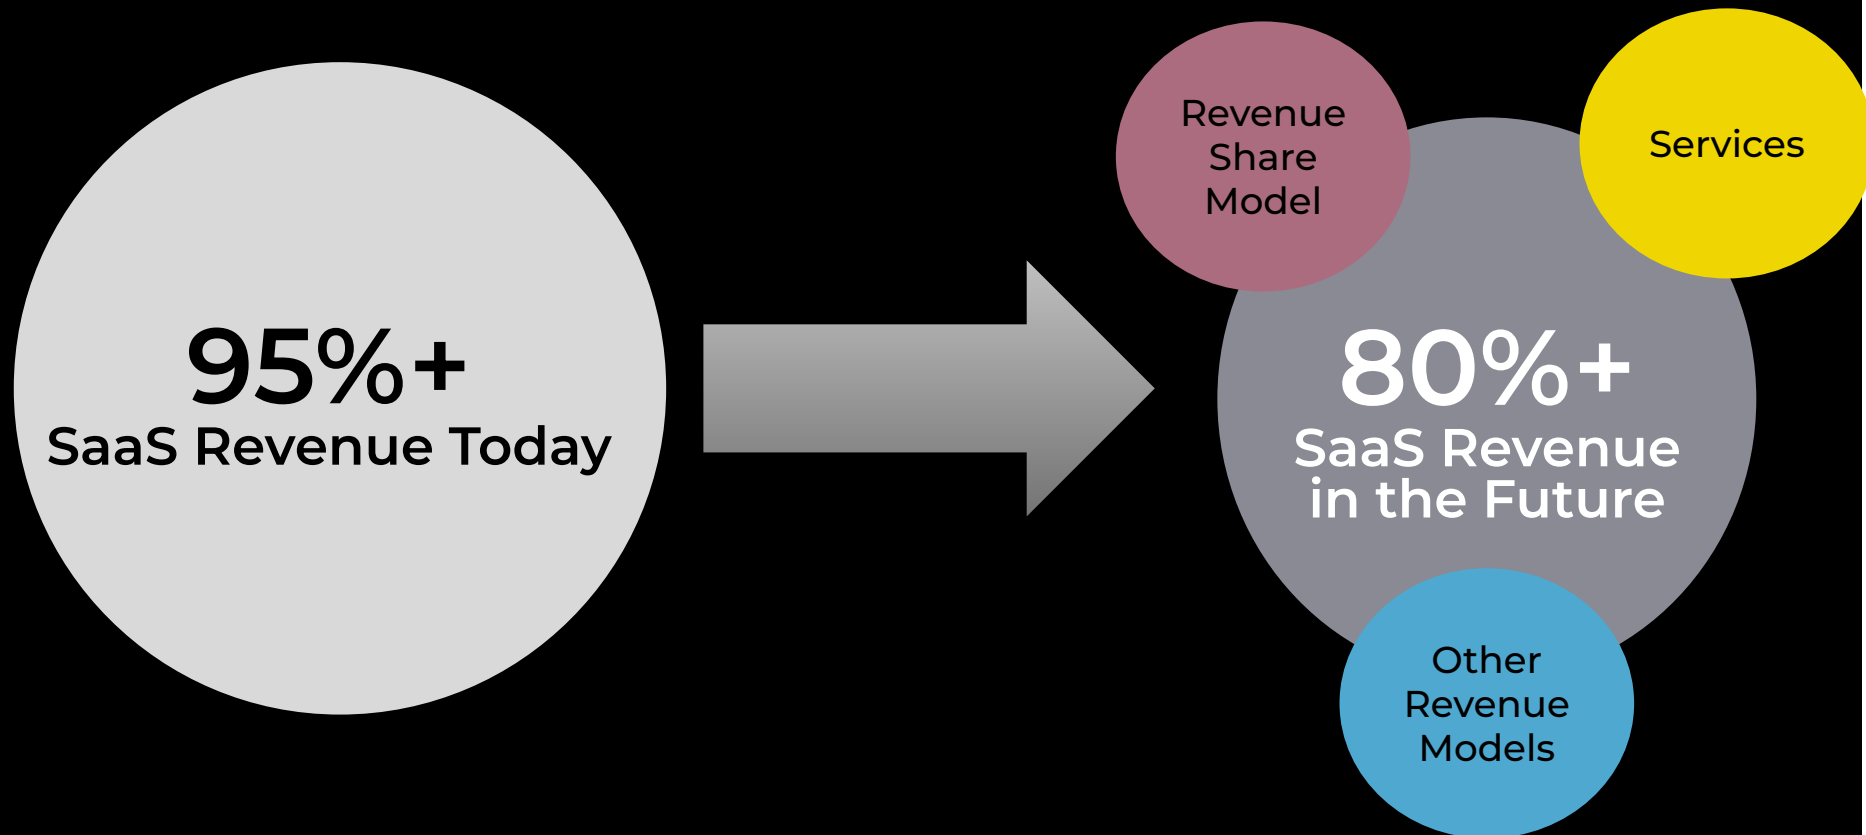 95%+
SaaS Revenue Today
Revenue
Share
Model
Services
80%+
SaaS Revenue
in the Future
Other
Revenue
Models